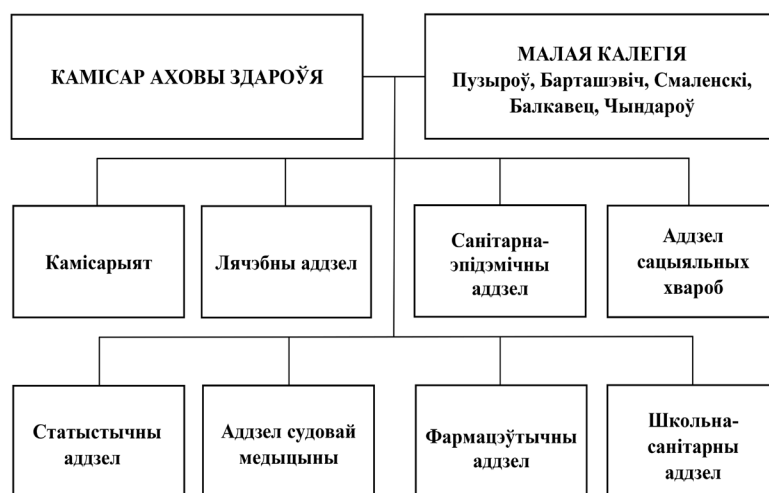 КАМІСАР АХОВЫ ЗДАРОЎЯ
МАЛАЯ КАЛЕГІЯ
Пузыроў, Барташэвіч, Смаленскі,
Балкавец, Чындароў
Камісарыят
Лячэбны аддзел
Санітарна-
эпідэмічны
аддзел
Аддзел
сацыяльных
хвароб
Статыстычны
аддзел
Аддзел судовай
медыцыны
Фармацэўтычны
аддзел
Школьна-
санітарны
аддзел